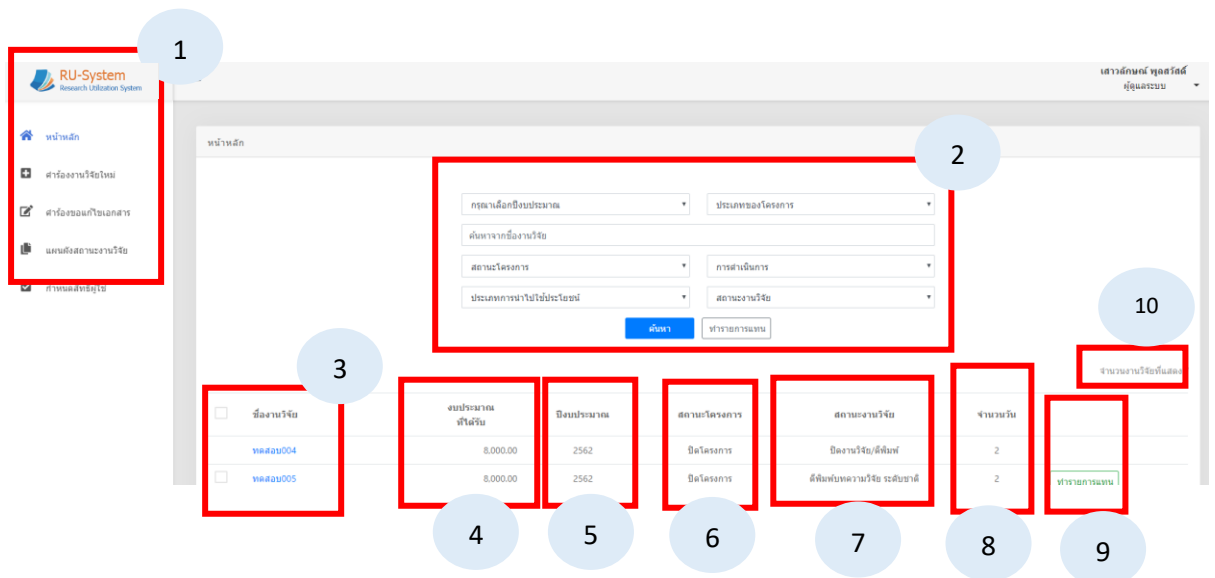 1
RU-System
Research Utilization System
เสาวลักษณ์ พูลสวัสดิ์
ผู้ดูแลระบบ
หน้าหลัก
คำร้องงานวิจัยใหม่
คำร้องขอแก้ไขเอกสาร
แผนผังสถานะงานวิจัย
กำหนดสิทธิ์ผู้ใช้
หน้าหลัก
2
กรุณาเลือกปีงบประมาณ ประเภทของโครงการ
ค้นหาจากชื่องานวิจัย
สถานะโครงการ การดำเนินการ
ประเภทการนำไปใช้ประโยชน์ สถานะงานวิจัย
ค้นหา ทำรายการแทน
10
จำนวนงานวิจัยที่แสดง
3
ชื่องานวิจัย งบประมาณ ปีงบประมาณ สถานะโครงการ สถานะงานวิจัย จำนวนวัน
ที่ได้รับ
ทดสอบ004 8,000.00 2562 ปิดโครงการ ปิดงานวิจัย/ตีพิมพ์ 2
ทดสอบ005 8,000.00 2562 ปิดโครงการ ตีพิมพ์บทความวิจัย ระดับชาติ 2 ทำรายการแทน
4 5 6 7 8 9